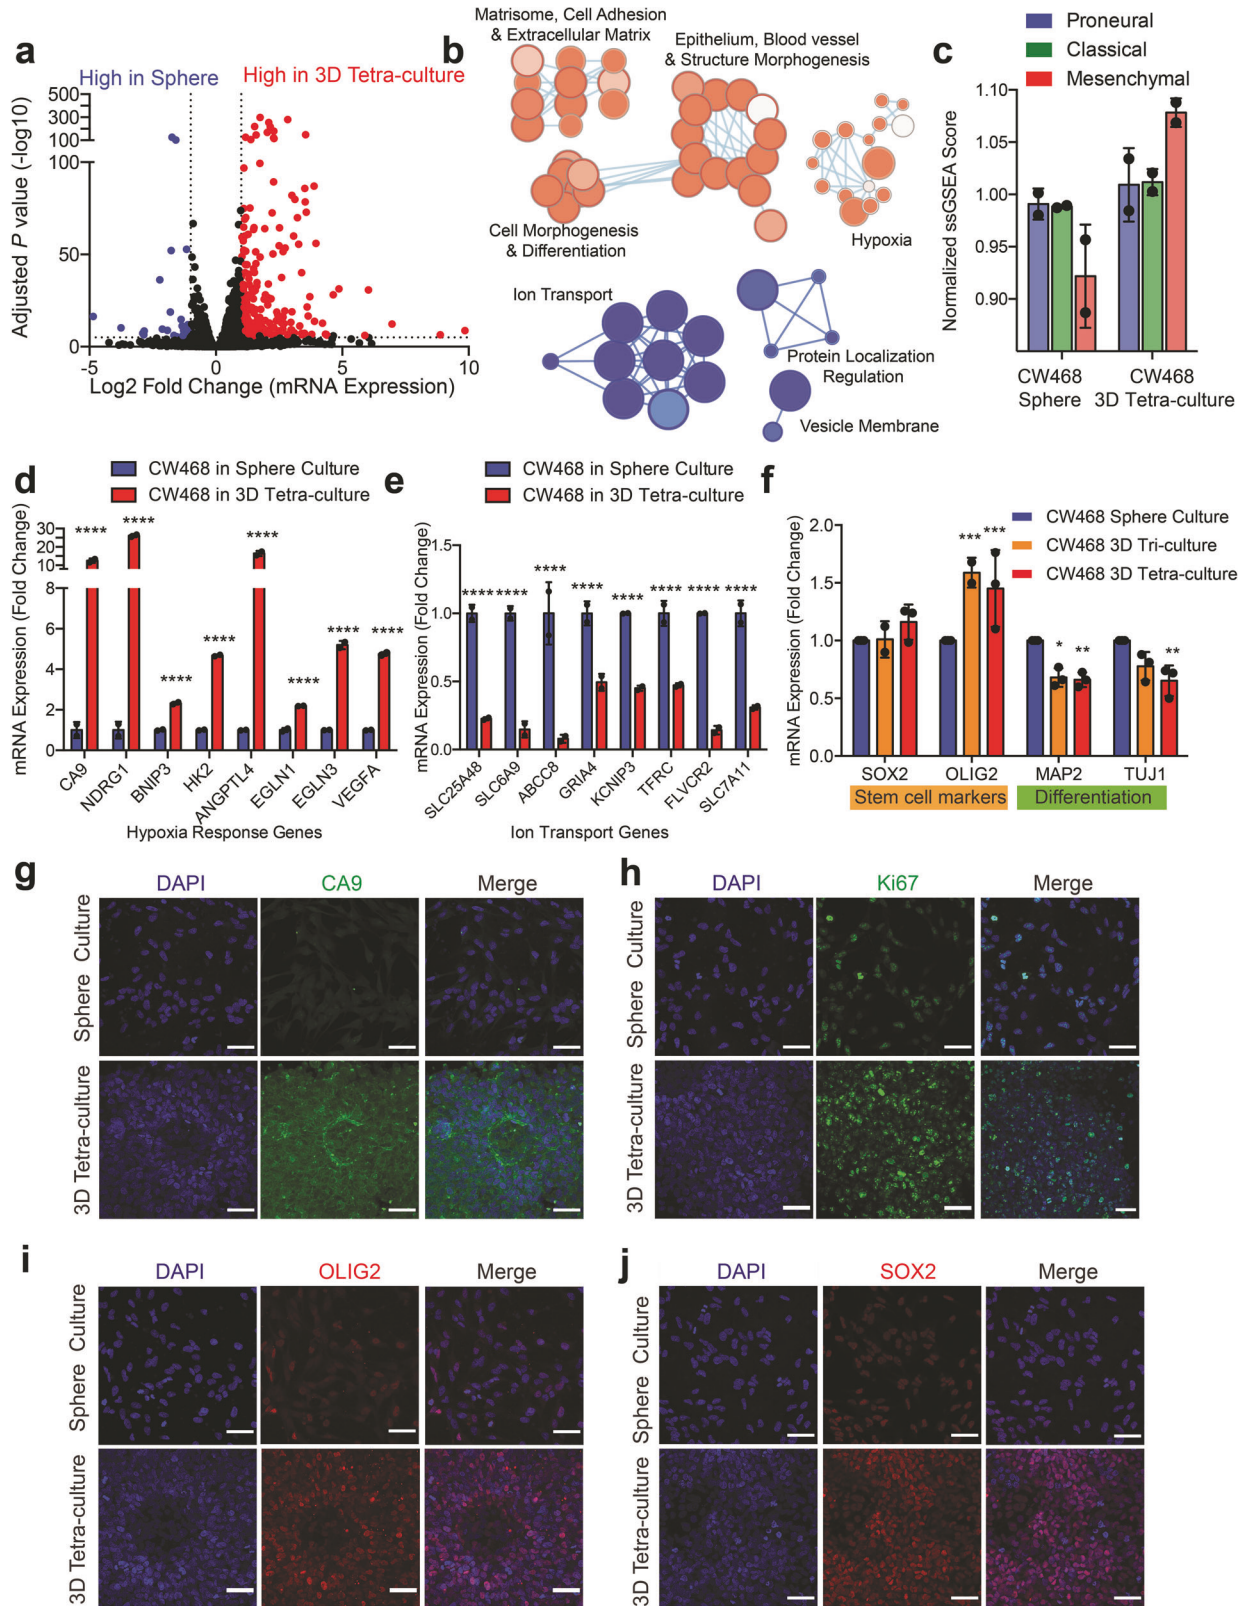 a
High in Sphere
High in 3D Tetra-culture
Adjusted P value (-log10)
500
300
100
100
50
0
-5
0
5
10
Log2 Fold Change (mRNA Expression)
b
Matrisome, Cell Adhesion
& Extracellular Matrix
Epithelium, Blood vessel
& Structure Morphogenesis
Cell Morphogenesis
& Differentiation
Hypoxia
Ion Transport
Protein Localization
Regulation
Vesicle Membrane
c
Proneural
Classical
Mesenchymal
Normalized ssGSEA Score
1.10
1.05
1.00
0.95
0.90
CW468
Sphere
CW468
3D Tetra-culture
d
CW468 in Sphere Culture
CW468 in 3D Tetra-culture
mRNA Expression (Fold Change)
30
20
10
8
6
4
2
0
****
****
****
****
****
****
****
****
CA9
NDRG1
BNIP3
HK2
ANGPTL4
EGLN1
EGLN3
VEGFA
Hypoxia Response Genes
e
CW468 in Sphere Culture
CW468 in 3D Tetra-culture
mRNA Expression (Fold Change)
1.5
1.0
0.5
0.0
****
****
****
****
****
****
****
****
SLC25A48
SLC6A9
ABCC8
GRIA4
KCNIP3
TFRC
FLVCR2
SLC7A11
Ion Transport Genes
f
CW468 Sphere Culture
CW468 3D Tri-culture
CW468 3D Tetra-culture
mRNA Expression (Fold Change)
2.0
1.5
1.0
0.5
0.0
***
***
*
**
**
SOX2
OLIG2
MAP2
TUJ1
Stem cell markers
Differentiation
g
DAPI
CA9
Merge
Sphere Culture
3D Tetra-culture
h
DAPI
Ki67
Merge
Sphere Culture
3D Tetra-culture
i
DAPI
OLIG2
Merge
Sphere Culture
3D Tetra-culture
j
DAPI
SOX2
Merge
Sphere Culture
3D Tetra-culture